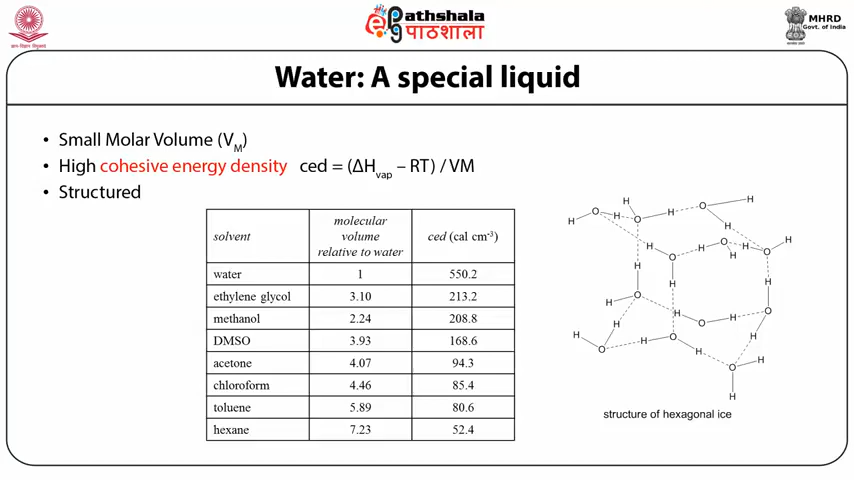 ePathshala
पाठशाला
MHRD
Govt. of India
Water: A special liquid
• Small Molar Volume (V_M)
• High cohesive energy density ced = (ΔH_vap – RT) / VM
• Structured
solvent molecular volume relative to water ced (cal cm⁻³)
water 1 550.2
ethylene glycol 3.10 213.2
methanol 2.24 208.8
DMSO 3.93 168.6
acetone 4.07 94.3
chloroform 4.46 85.4
toluene 5.89 80.6
hexane 7.23 52.4
structure of hexagonal ice